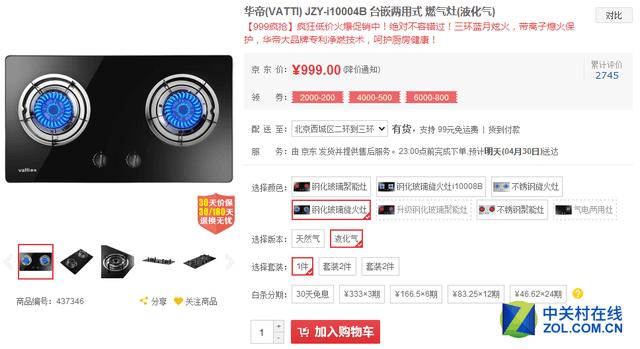 华帝(VATTI) JZY-i10004B 台嵌两用式 燃气灶(液化气)
对比
【999疯抢】疯狂低价火爆促销中！绝对不容错过！三环蓝月炫火，带离子熄火保
护，华帝大品牌专利净燃技术，呵护厨房健康！
京 东 价： ¥999.00 (降价通知)
累计评价
2745
领 券： 2000-200 4000-500 6000-800
配 送 至： 北京西城区二环到三环 有货，支持 99元免运费 | 货到付款
服 务： 由 京东 发货并提供售后服务。23:00点前完成下单,预计明天(04月30日)送达
选择颜色： 钢化玻璃聚能灶 钢化玻璃旋火灶i10008B 不锈钢旋火灶
钢化玻璃旋火灶 升级钢化玻璃聚能灶 不锈钢聚能灶 气电两用灶
选择版本： 天然气 液化气
选择套装： 1件 套装2件 套装2件
白条分期： 30天免息 ¥333×3期 ¥166.5×6期 ¥83.25×12期 ¥46.62×24期 ?
1 + - 加入购物车
vatti
30天价保
30/180天
退换无忧
商品编号：437346 分享 关注商品
中关村在线
ZOL.COM.CN